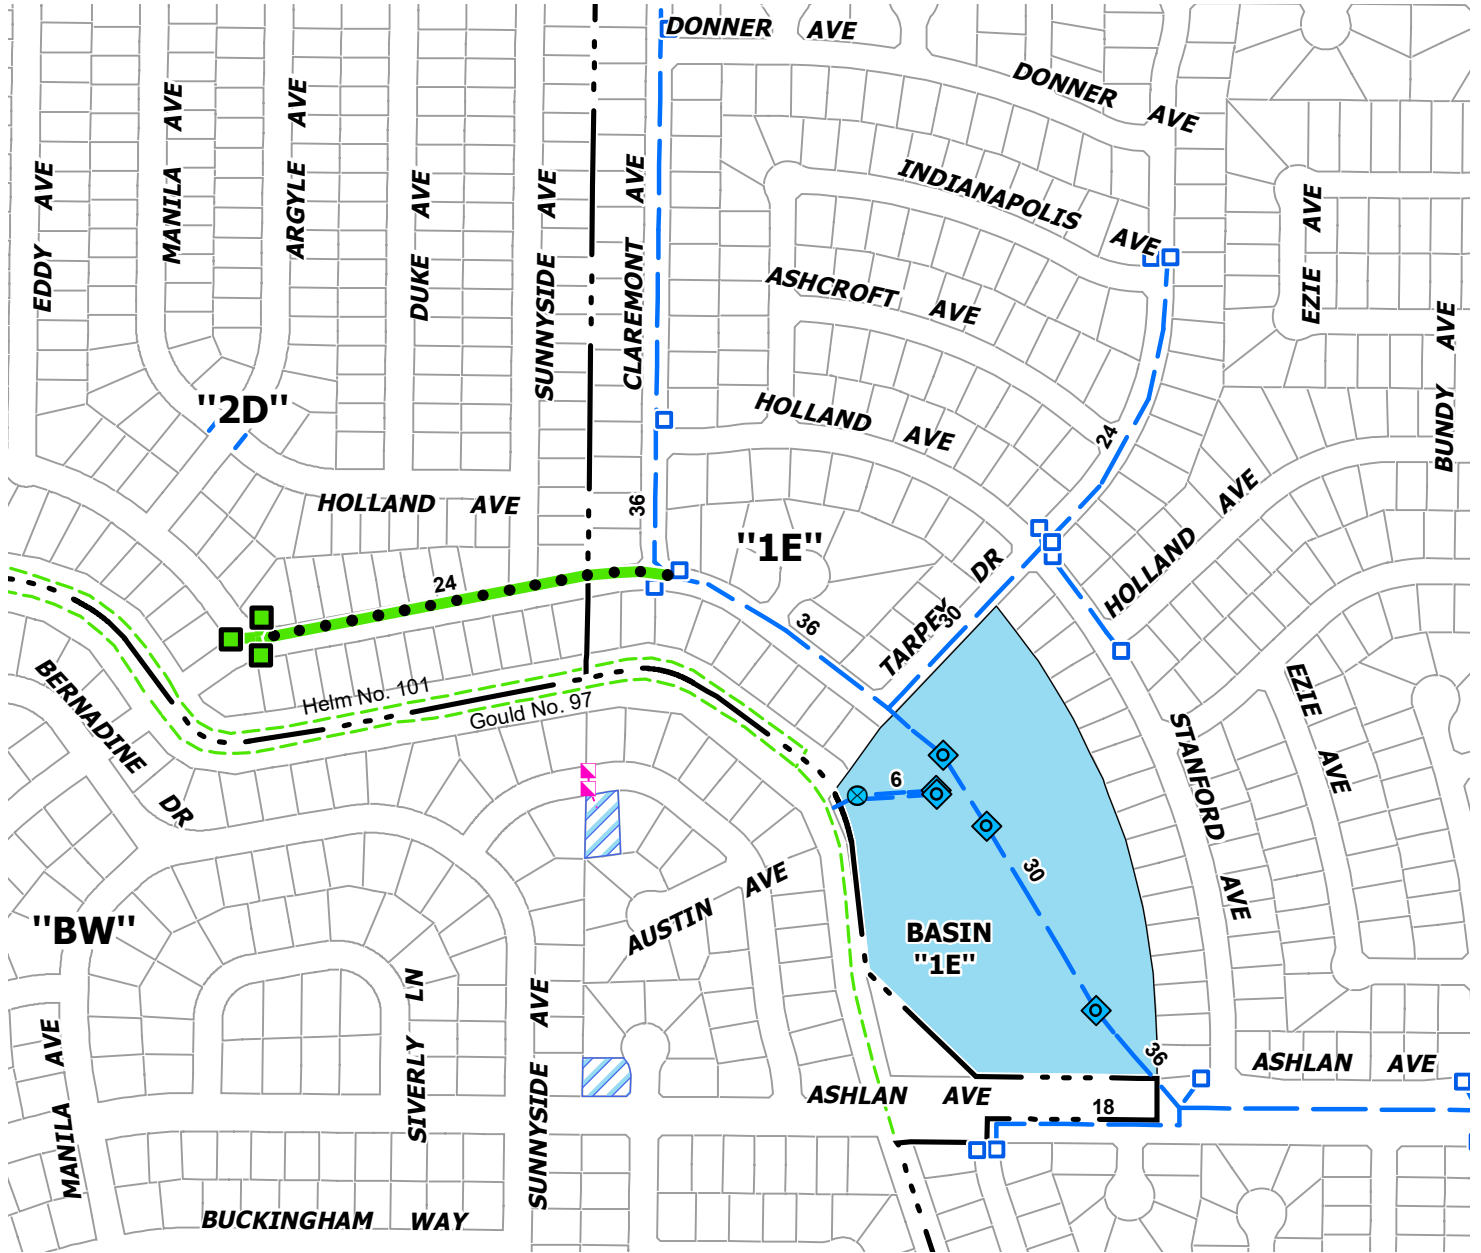 DONNER AVE
DONNER AVE
MANILA AVE
ARGYLE AVE
EDDY AVE
DUKE AVE
SUNNYSIDE AVE
CLAREMONT AVE
INDIANAPOLIS AVE
EZIE AVE
ASHCROFT AVE
BUNDY AVE
"2D"
HOLLAND AVE
24
HOLLAND AVE
36
"1E"
HOLLAND AVE
TARPEY DR
30
24
36
BERNADINE DR
Helm No. 101
Gould No. 97
EZIE AVE
STANFORD AVE
6
30
"BW"
AUSTIN AVE
BASIN
"1E"
SIVERLY LN
SUNNYSIDE AVE
MANILA AVE
36
ASHLAN AVE
ASHLAN AVE
18
BUCKINGHAM WAY